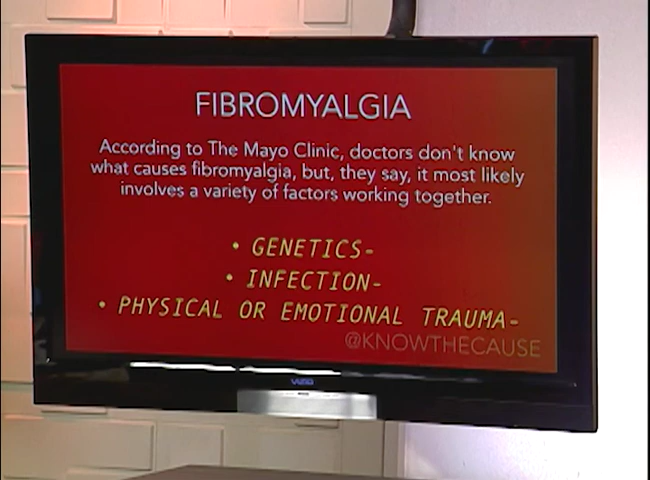 FIBROMYALGIA
According to The Mayo Clinic, doctors don't know
what causes fibromyalgia, but, they say, it most likely
involves a variety of factors working together.
• GENETICS-
• INFECTION-
• PHYSICAL OR EMOTIONAL TRAUMA-
@KNOWTHECAUSE
VIZIO